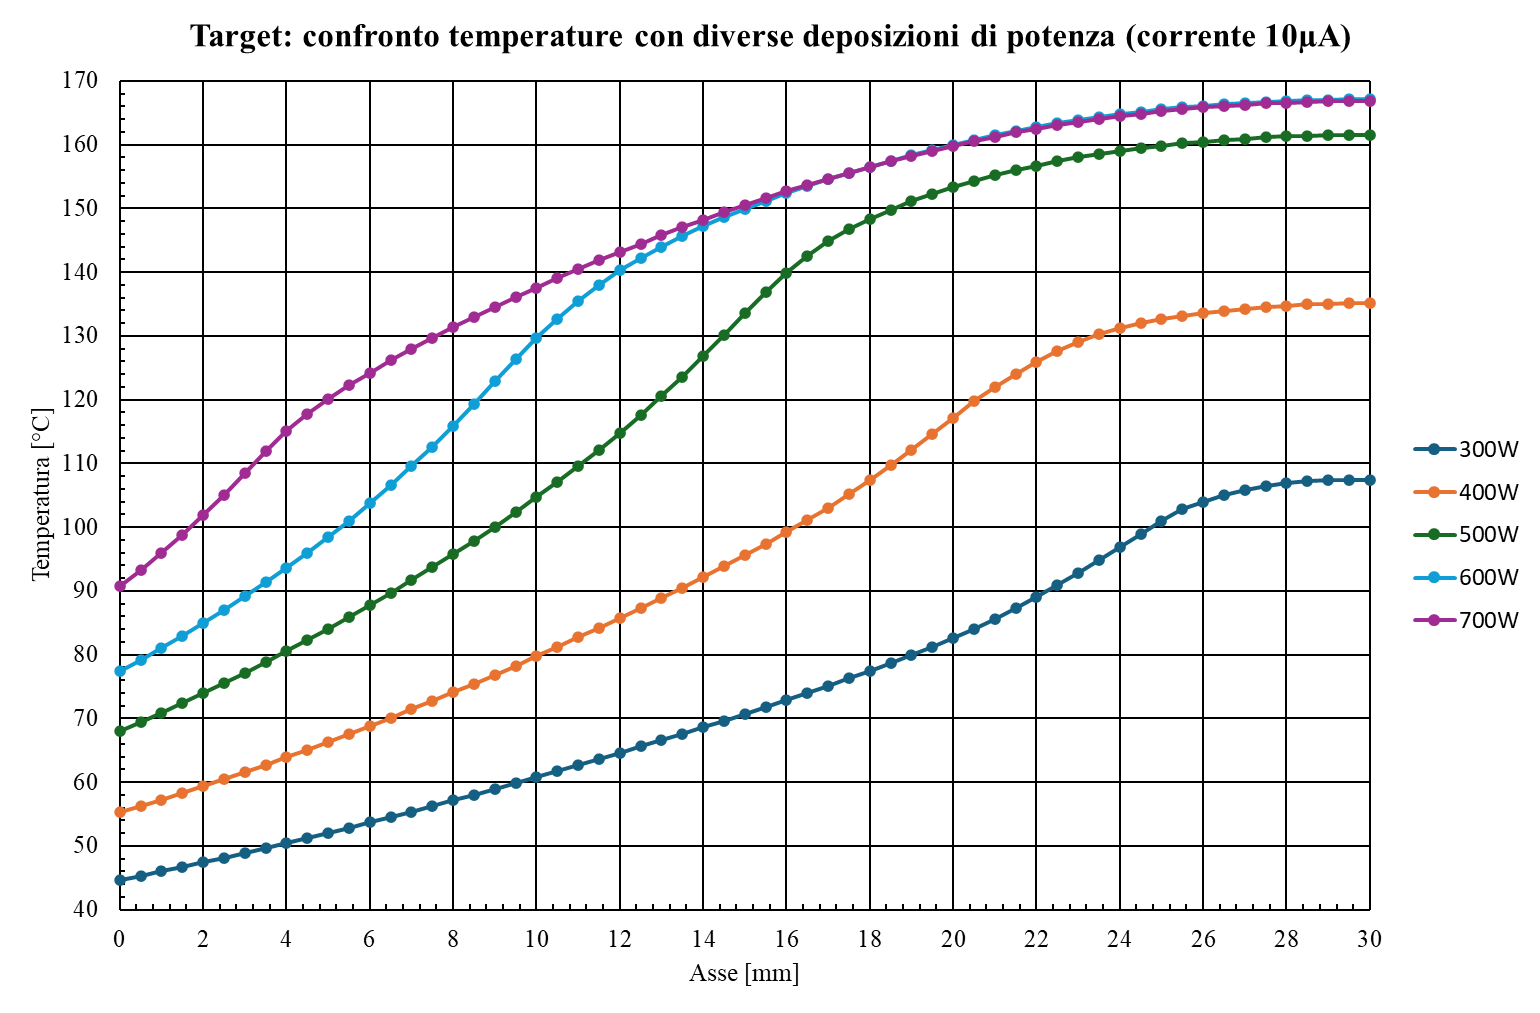 Target: confronto temperature con diverse deposizioni di potenza (corrente 10µA)
170
160
150
140
130
120
110
100
90
80
70
60
50
40
Temperatura [°C]
0 2 4 6 8 10 12 14 16 18 20 22 24 26 28 30
Asse [mm]
300W
400W
500W
600W
700W